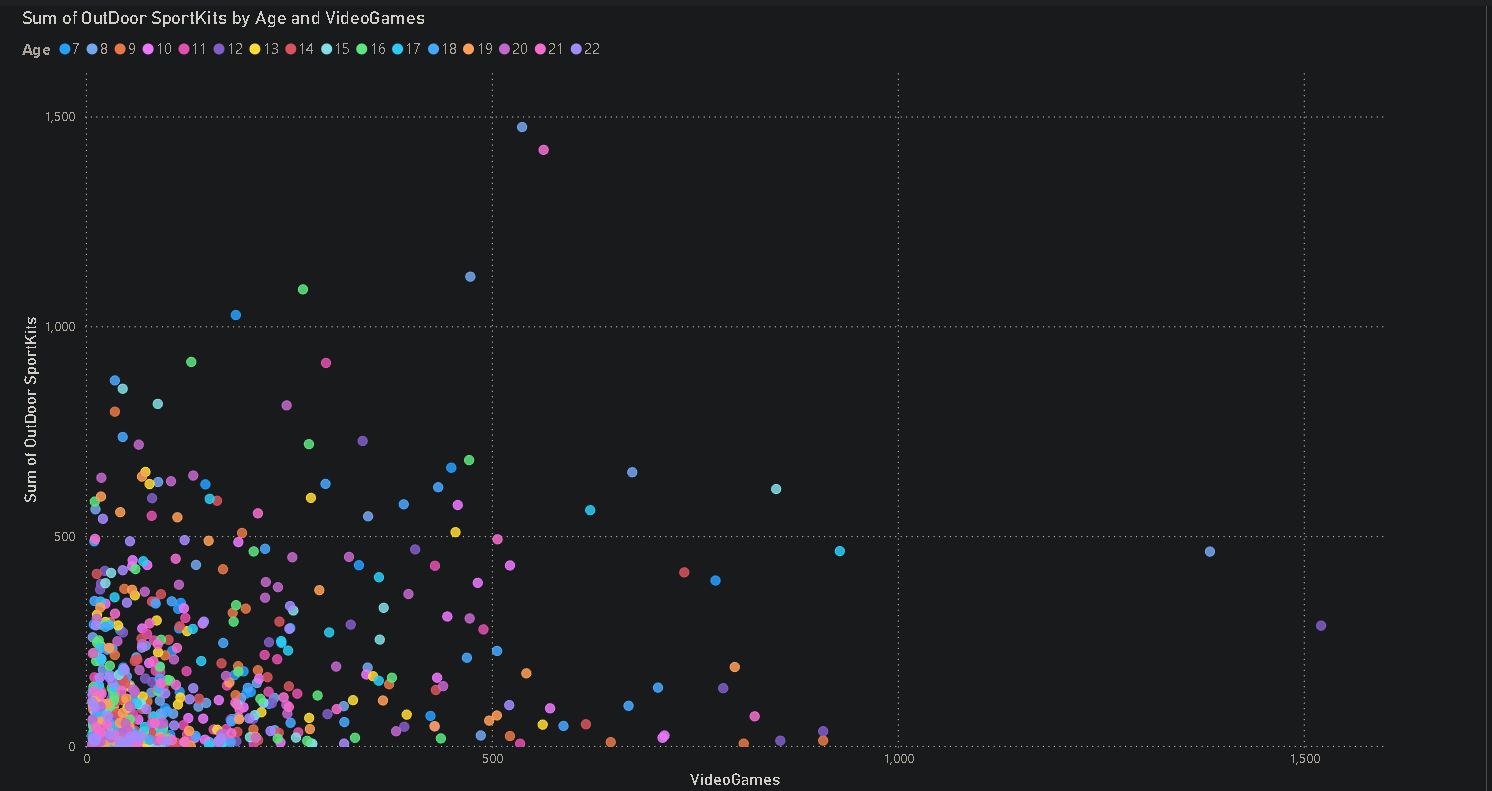 Sum of OutDoor SportKits by Age and VideoGames
Age 7 8 9 10 11 12 13 14 15 16 17 18 19 20 21 22
1,500
1,000
Sum of OutDoor SportKits
500
0
0 500 1,000 1,500
VideoGames